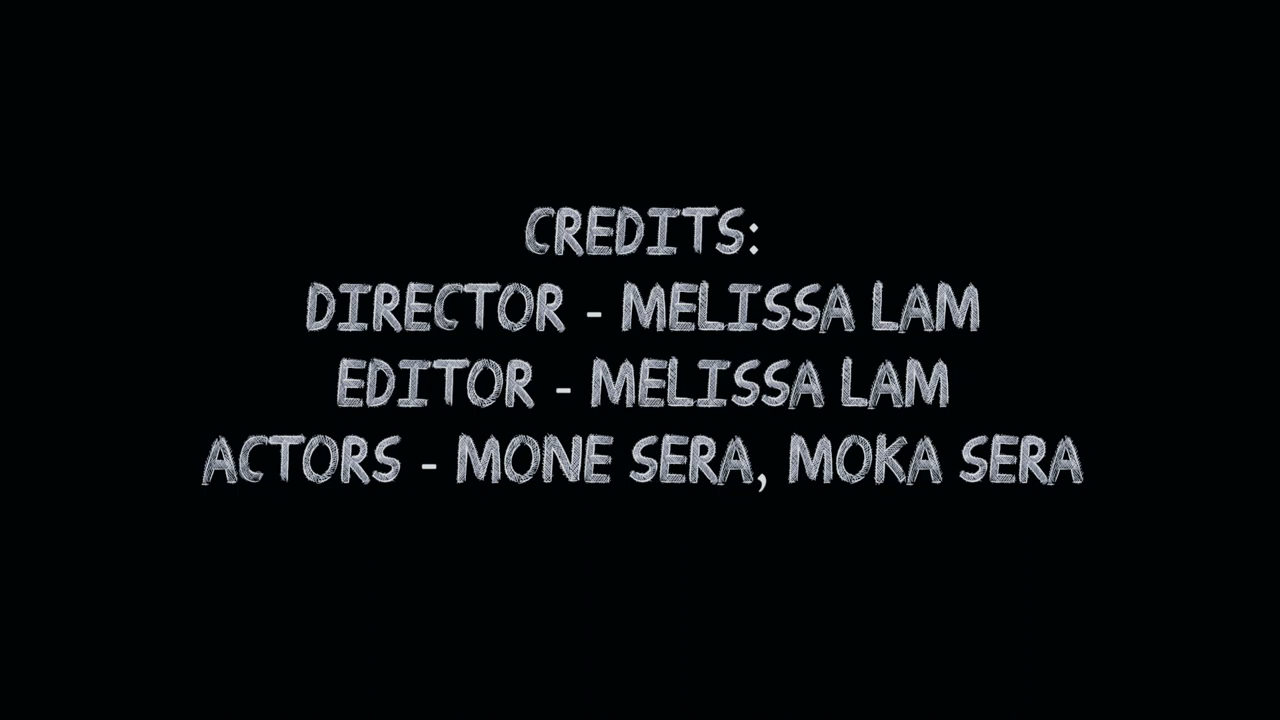 CREDITS:
DIRECTOR - MELISSA LAM
EDITOR - MELISSA LAM
ACTORS - MONE SERA, MOKA SERA